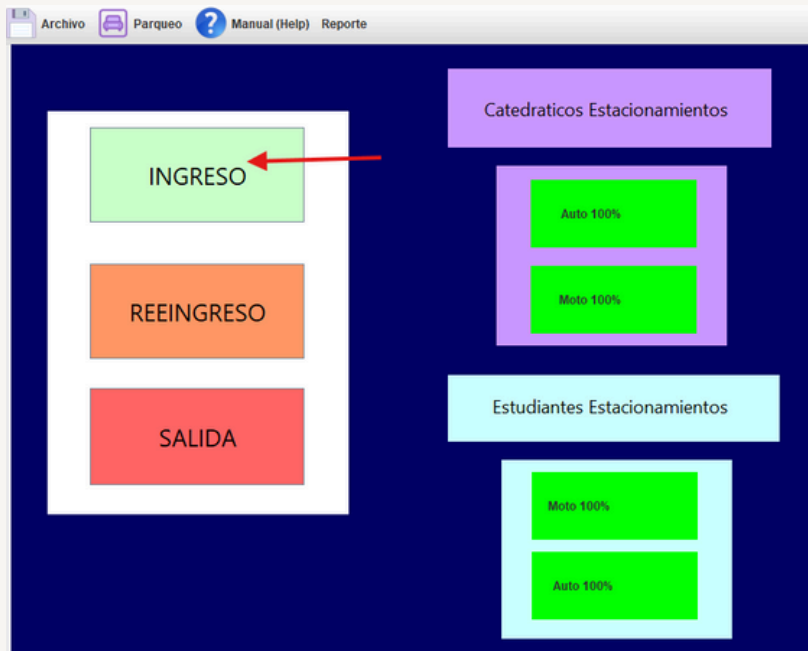 Archivo Parqueo Manual (Help) Reporte
INGRESO
REEINGRESO
SALIDA
Catedraticos Estacionamientos
Auto 100%
Moto 100%
Estudiantes Estacionamientos
Moto 100%
Auto 100%